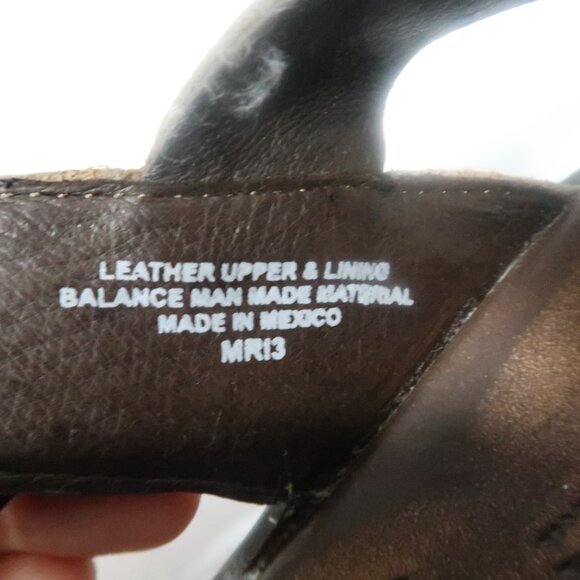 LEATHER UPPER & LINING
BALANCE MAN MADE MATERIAL
MADE IN MEXICO
MR13